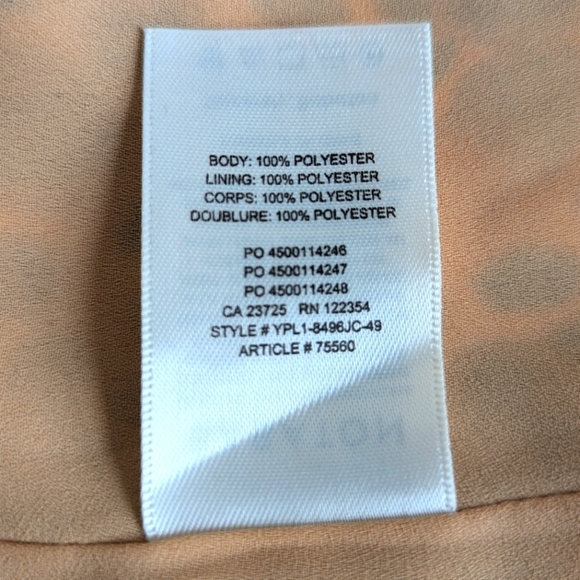 BODY: 100% POLYESTER
LINING: 100% POLYESTER
CORPS: 100% POLYESTER
DOUBLURE: 100% POLYESTER
PO 4500114246
PO 4500114247
PO 4500114248
CA 23725 RN 122354
STYLE # YPL1-8496JC-49
ARTICLE # 75560